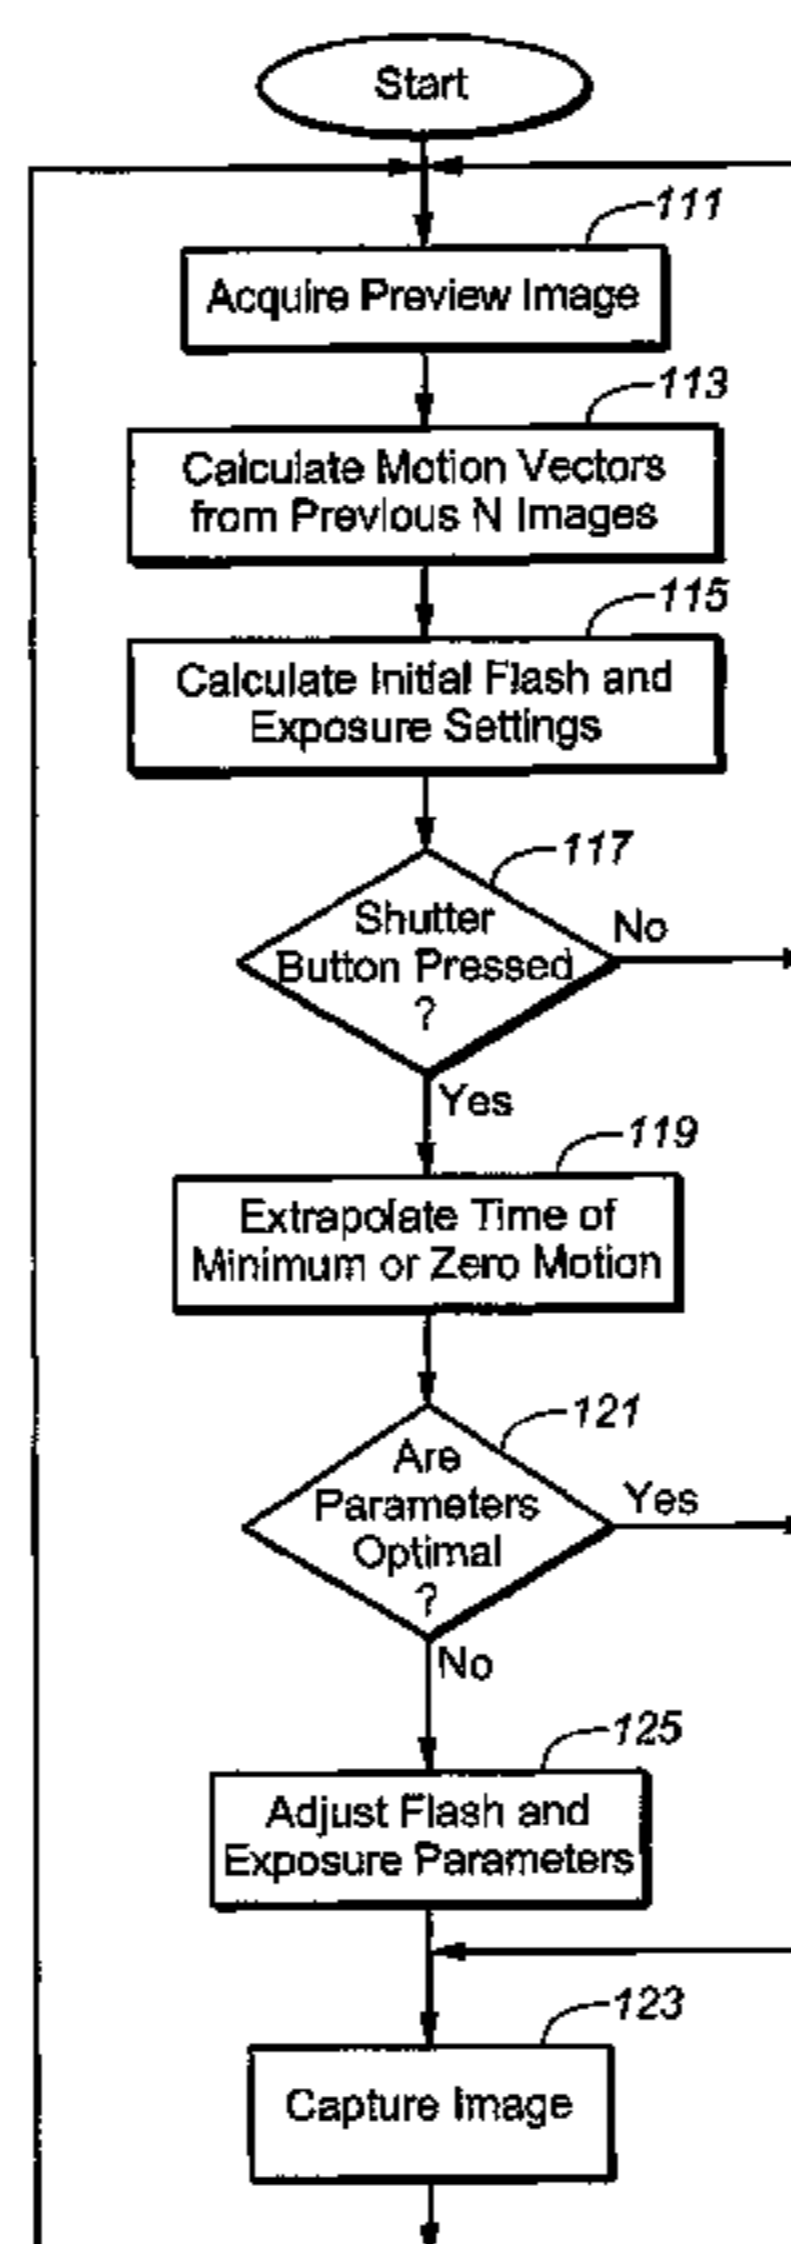 Start
111
Acquire Preview Image
113
Calculate Motion Vectors
from Previous N Images
115
Calculate Initial Flash and
Exposure Settings
117
Shutter
Button Pressed
?
No
Yes
119
Extrapolate Time of
Minimum or Zero Motion
121
Are
Parameters
Optimal
?
Yes
No
125
Adjust Flash and
Exposure Parameters
123
Capture Image